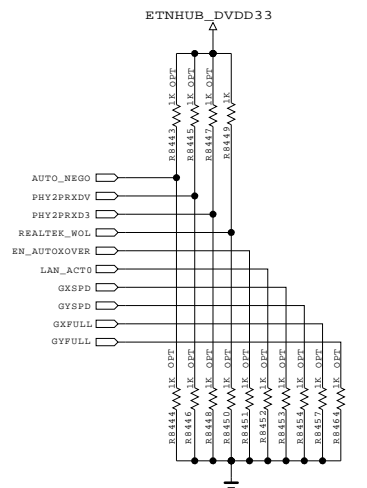 ETNHUB_DVDD33
R8443 1K OPT
R8445 1K OPT
R8447 1K OPT
R8449 1K
AUTO_NEGO
PHY2PRXDV
PHY2PRXD3
REALTEK_WOL
EN_AUTOXOVER
LAN_ACT0
GXSPD
GYSPD
GXFULL
GYFULL
R8444 1K OPT
R8446 1K OPT
R8448 1K OPT
R8450 1K OPT
R8451 1K OPT
R8452 1K OPT
R8453 1K OPT
R8454 1K OPT
R8457 1K OPT
R8464 1K OPT